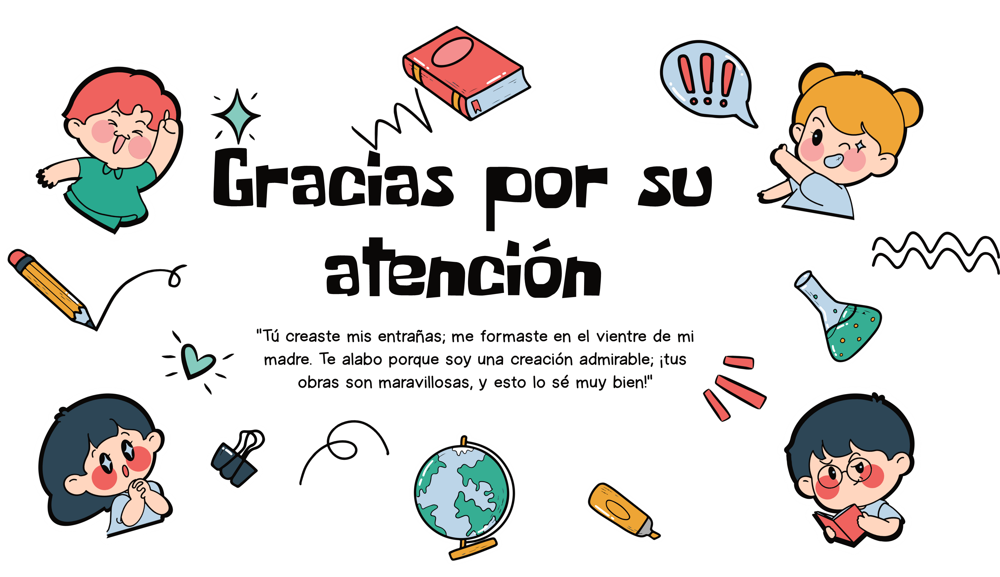 Gracias por su
atención
"Tú creaste mis entrañas; me formaste en el vientre de mi
madre. Te alabo porque soy una creación admirable; ¡tus
obras son maravillosas, y esto lo sé muy bien!"